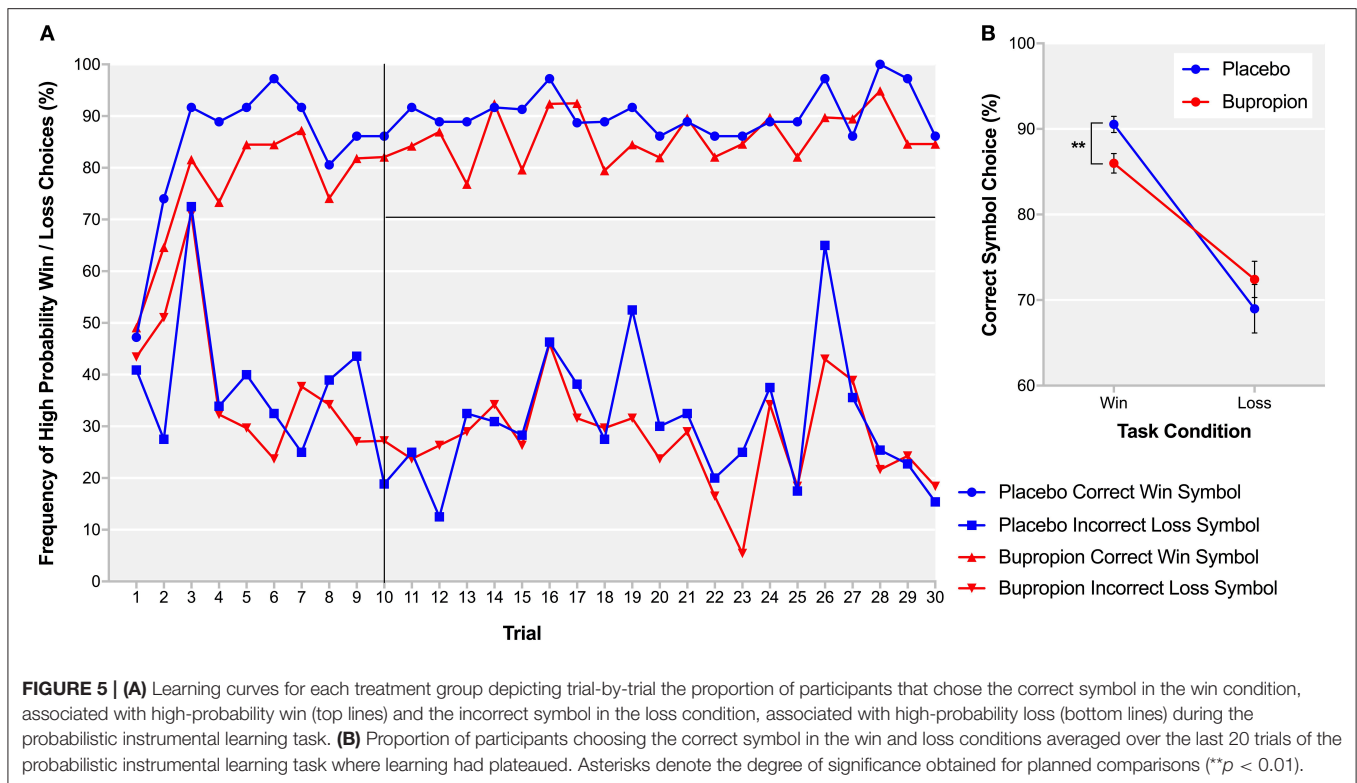 A
Frequency of High Probability Win / Loss Choices (%)
100
90
80
70
60
50
40
30
20
10
0
1 2 3 4 5 6 7 8 9 10 11 12 13 14 15 16 17 18 19 20 21 22 23 24 25 26 27 28 29 30
Trial
B
Correct Symbol Choice (%)
100
90
80
70
60
Placebo
Bupropion
**
Win Loss
Task Condition
Placebo Correct Win Symbol
Placebo Incorrect Loss Symbol
Bupropion Correct Win Symbol
Bupropion Incorrect Loss Symbol
FIGURE 5 | (A) Learning curves for each treatment group depicting trial-by-trial the proportion of participants that chose the correct symbol in the win condition,
associated with high-probability win (top lines) and the incorrect symbol in the loss condition, associated with high-probability loss (bottom lines) during the
probabilistic instrumental learning task. (B) Proportion of participants choosing the correct symbol in the win and loss conditions averaged over the last 20 trials of the
probabilistic instrumental learning task where learning had plateaued. Asterisks denote the degree of significance obtained for planned comparisons (**p < 0.01).